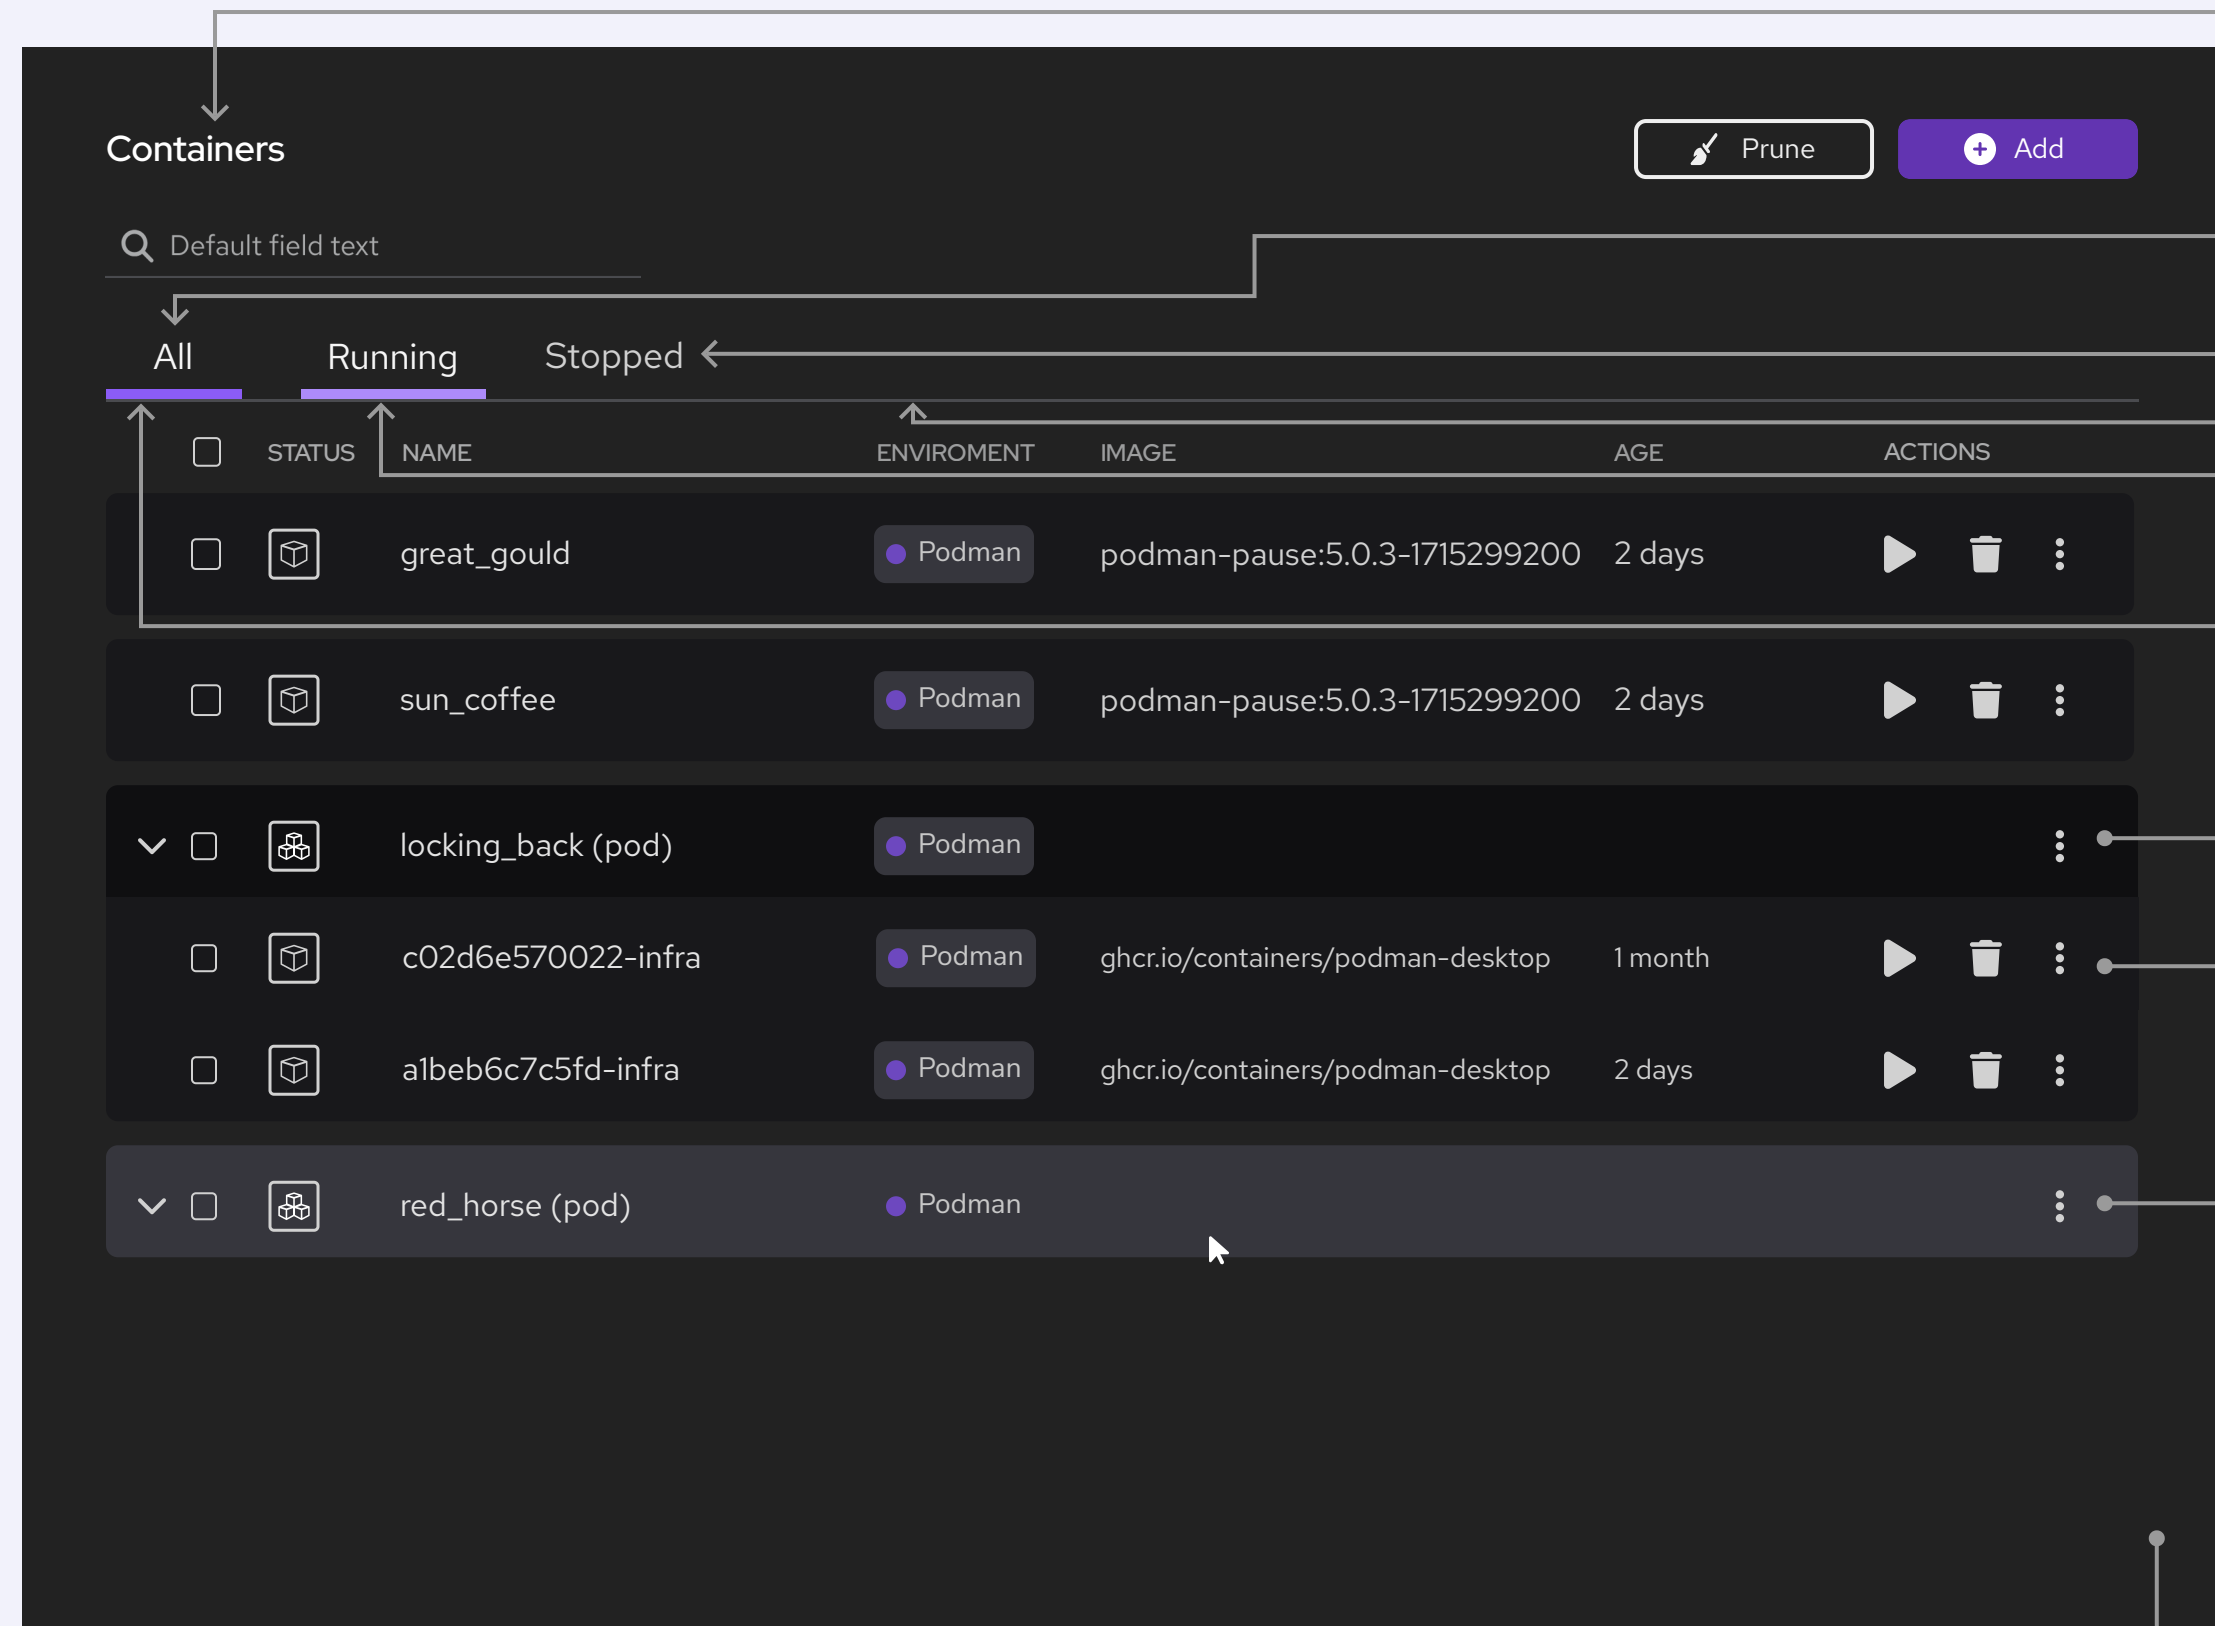 Containers
Prune
Add
Default field text
All
Running
Stopped
STATUS NAME ENVIROMENT IMAGE AGE ACTIONS
great_gould Podman podman-pause:5.0.3-1715299200 2 days
sun_coffee Podman podman-pause:5.0.3-1715299200 2 days
locking_back (pod) Podman
c02d6e570022-infra Podman ghcr.io/containers/podman-desktop 1 month
a1beb6c7c5fd-infra Podman ghcr.io/containers/podman-desktop 2 days
red_horse (pod) Podman